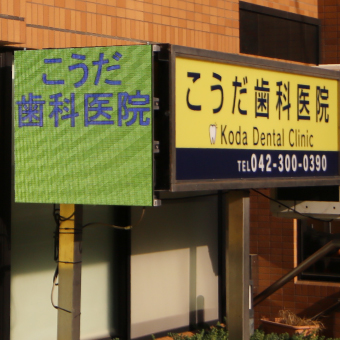 こうだ
歯科医院
こうだ歯科医院
Koda Dental Clinic
TEL042-300-0390